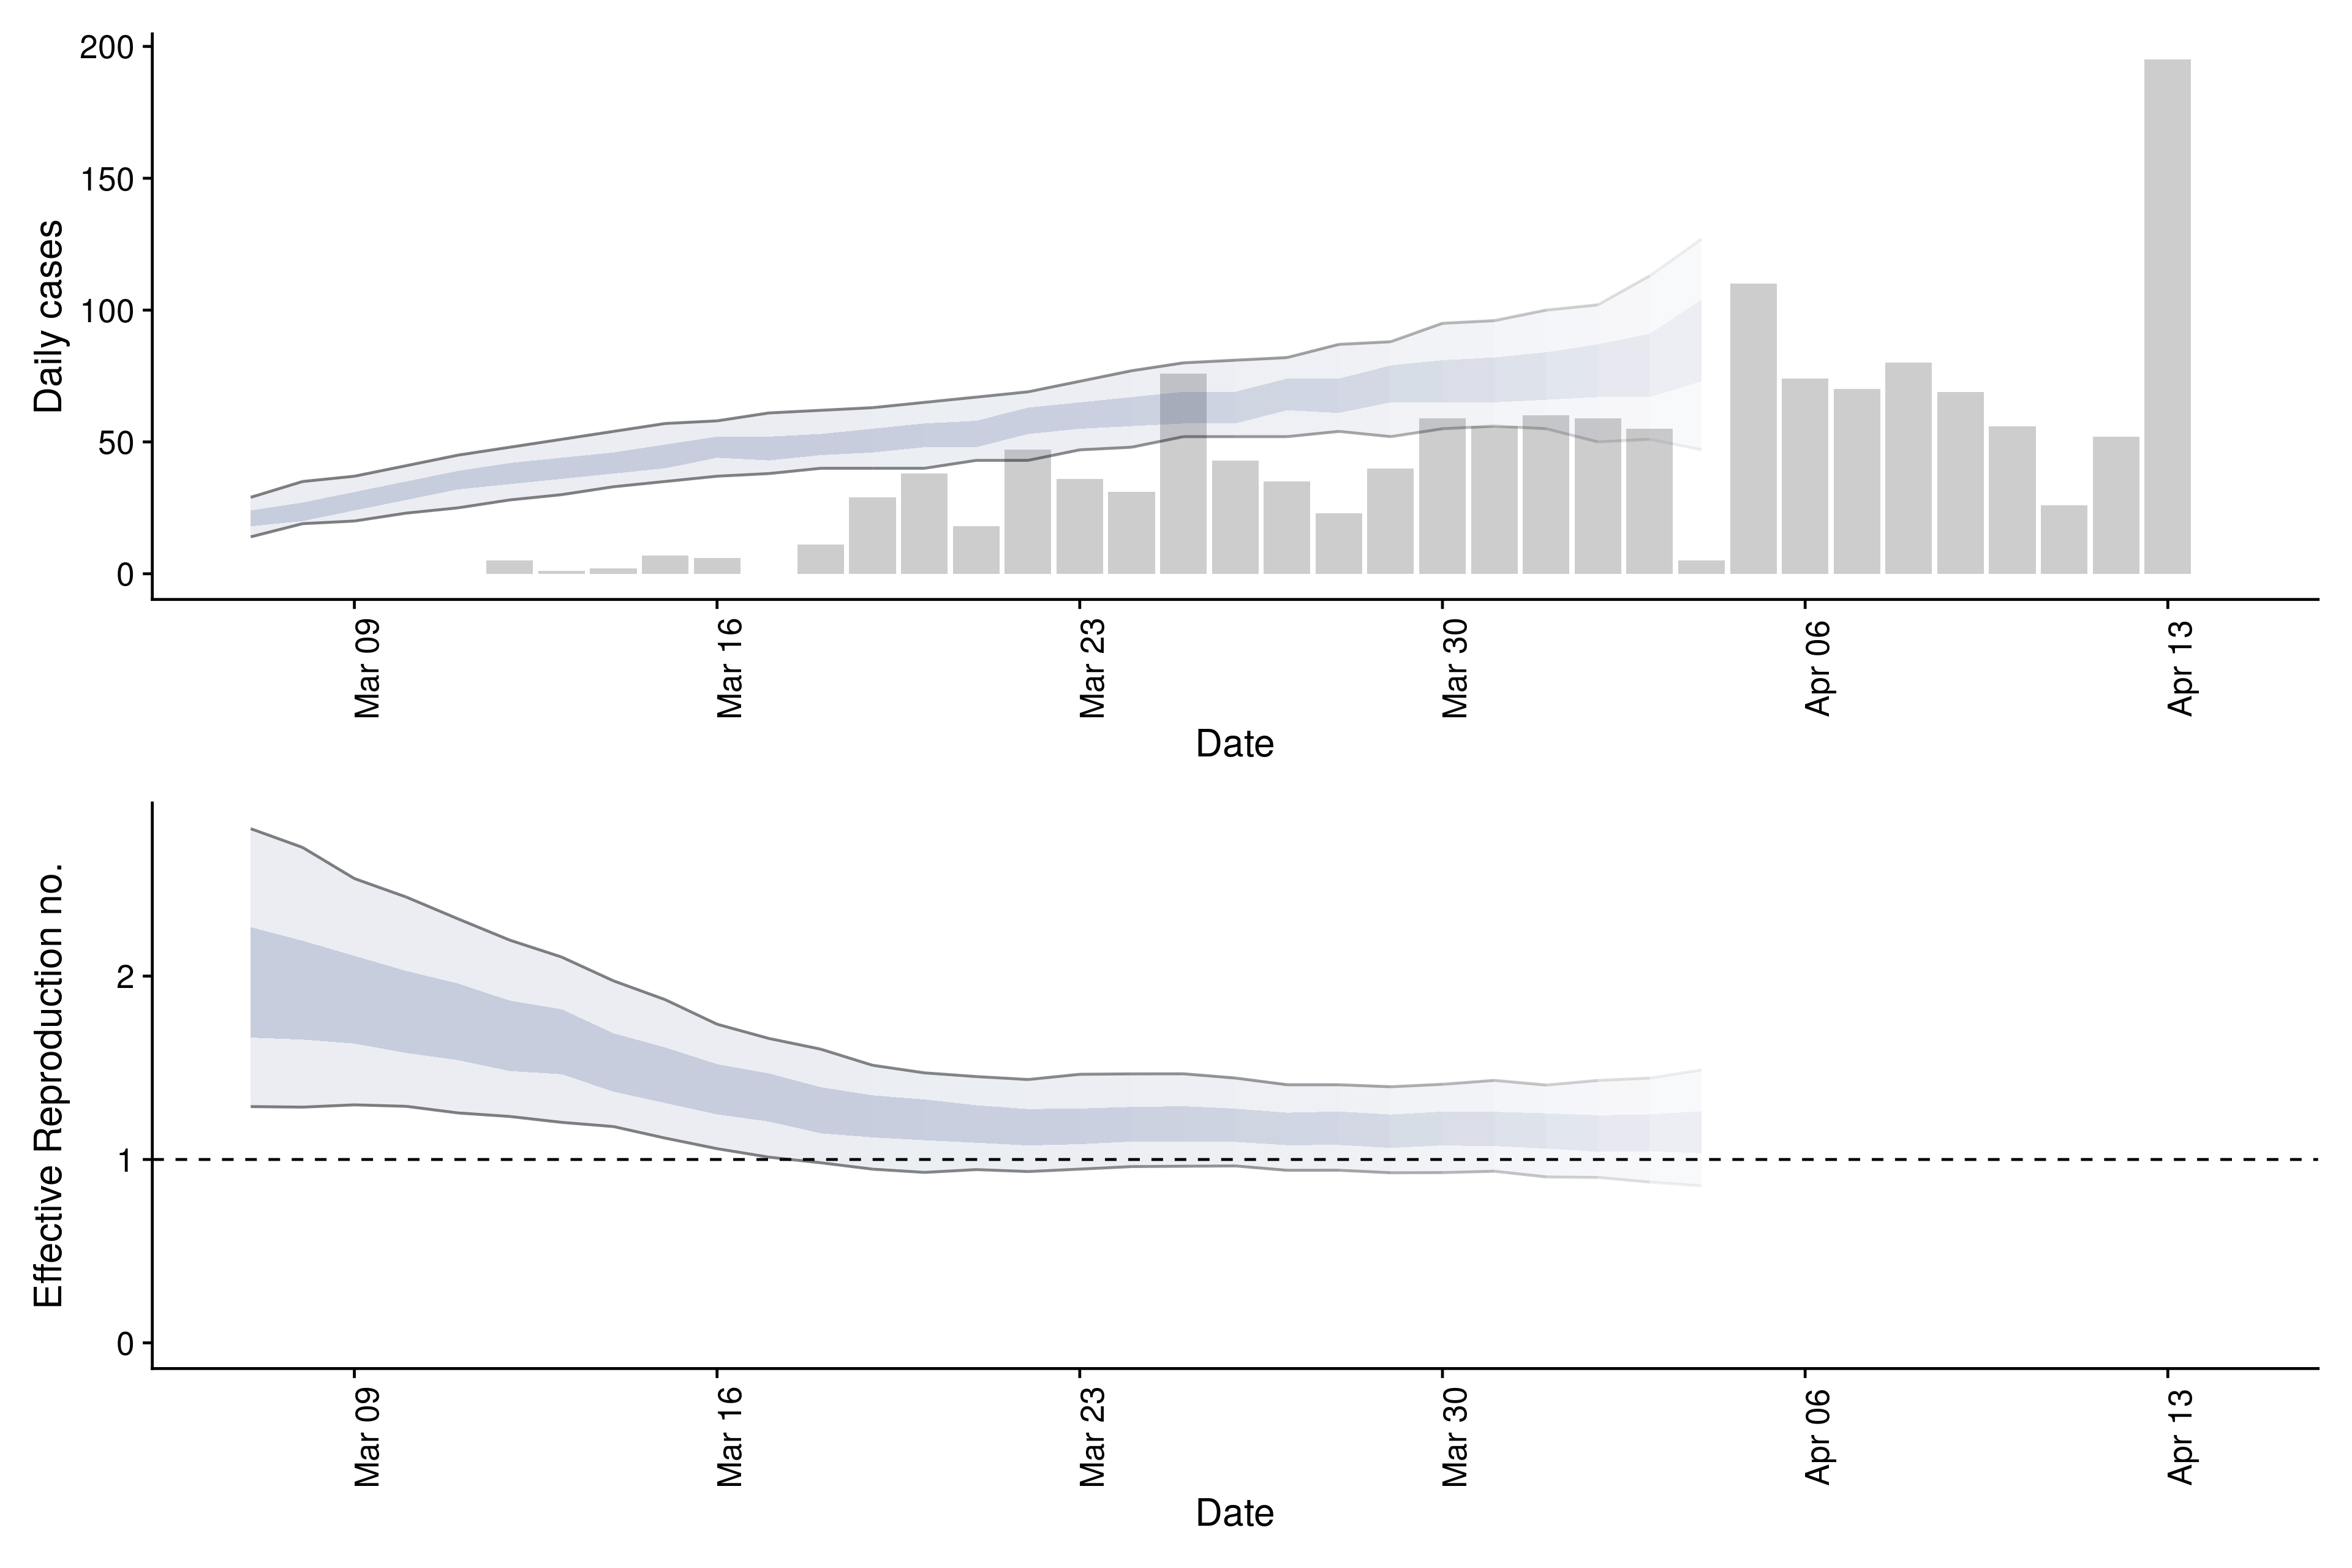 Daily cases
200
150
100
50
0
Mar 09
Mar 16
Mar 23
Mar 30
Apr 06
Apr 13
Date
Effective Reproduction no.
2
1
0
Mar 09
Mar 16
Mar 23
Mar 30
Apr 06
Apr 13
Date